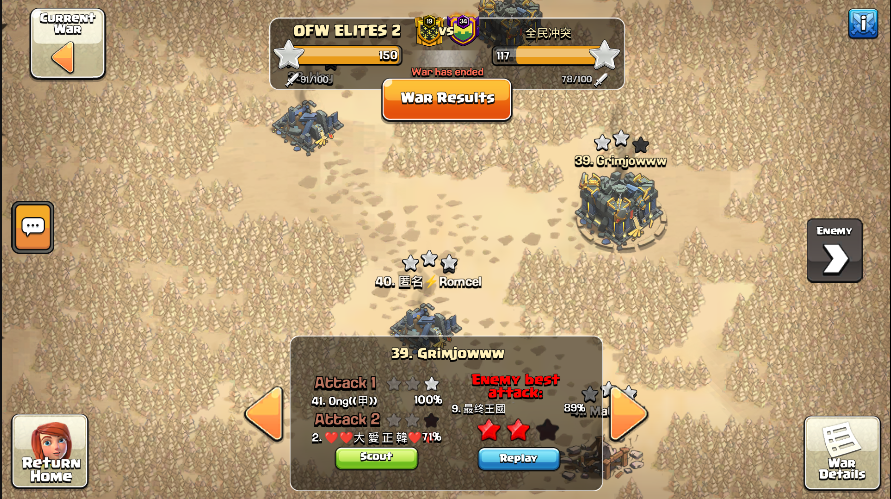 Current
War
OFW ELITES 2
19
VS
34
全民冲突
150
117
91/100
War has ended
78/100
War Results
39. Grimjowww
Enemy
40. 匿名⚡Romcel
39. Grimjowww
Attack 1
41. Ong((甲))
100%
Attack 2
2. ❤️❤️大 爱 正 韓❤️71%
Scout
Enemy best
attack:
9. 最终王國
89%
Replay
Return
Home
War
Details